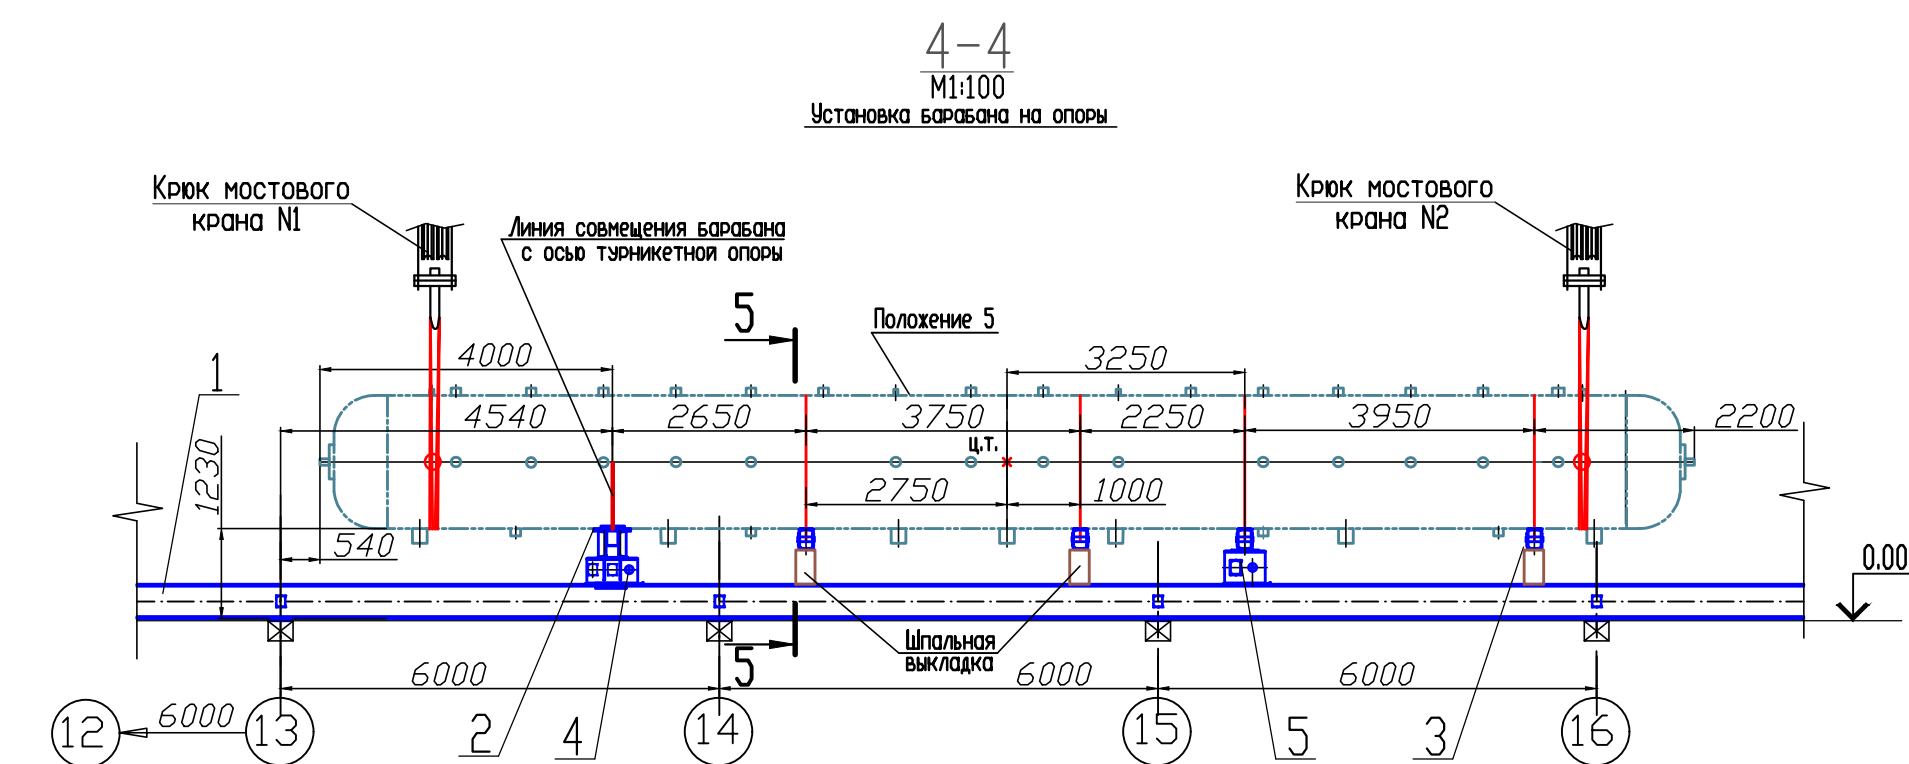 4-4
М1:100
Установка барабана на опоры
Крюк мостового
крана N1
Крюк мостового
крана N2
Линия совмещения барабана
с осью турникетной опоры
5
Положение 5
1
4000
3250
4540
2650
3750
2250
3950
2200
ц.т.
1230
2750
1000
540
0.00
Шпальная
выкладка
5
6000
6000
6000
6000
12
13
2
4
14
15
5
3
16